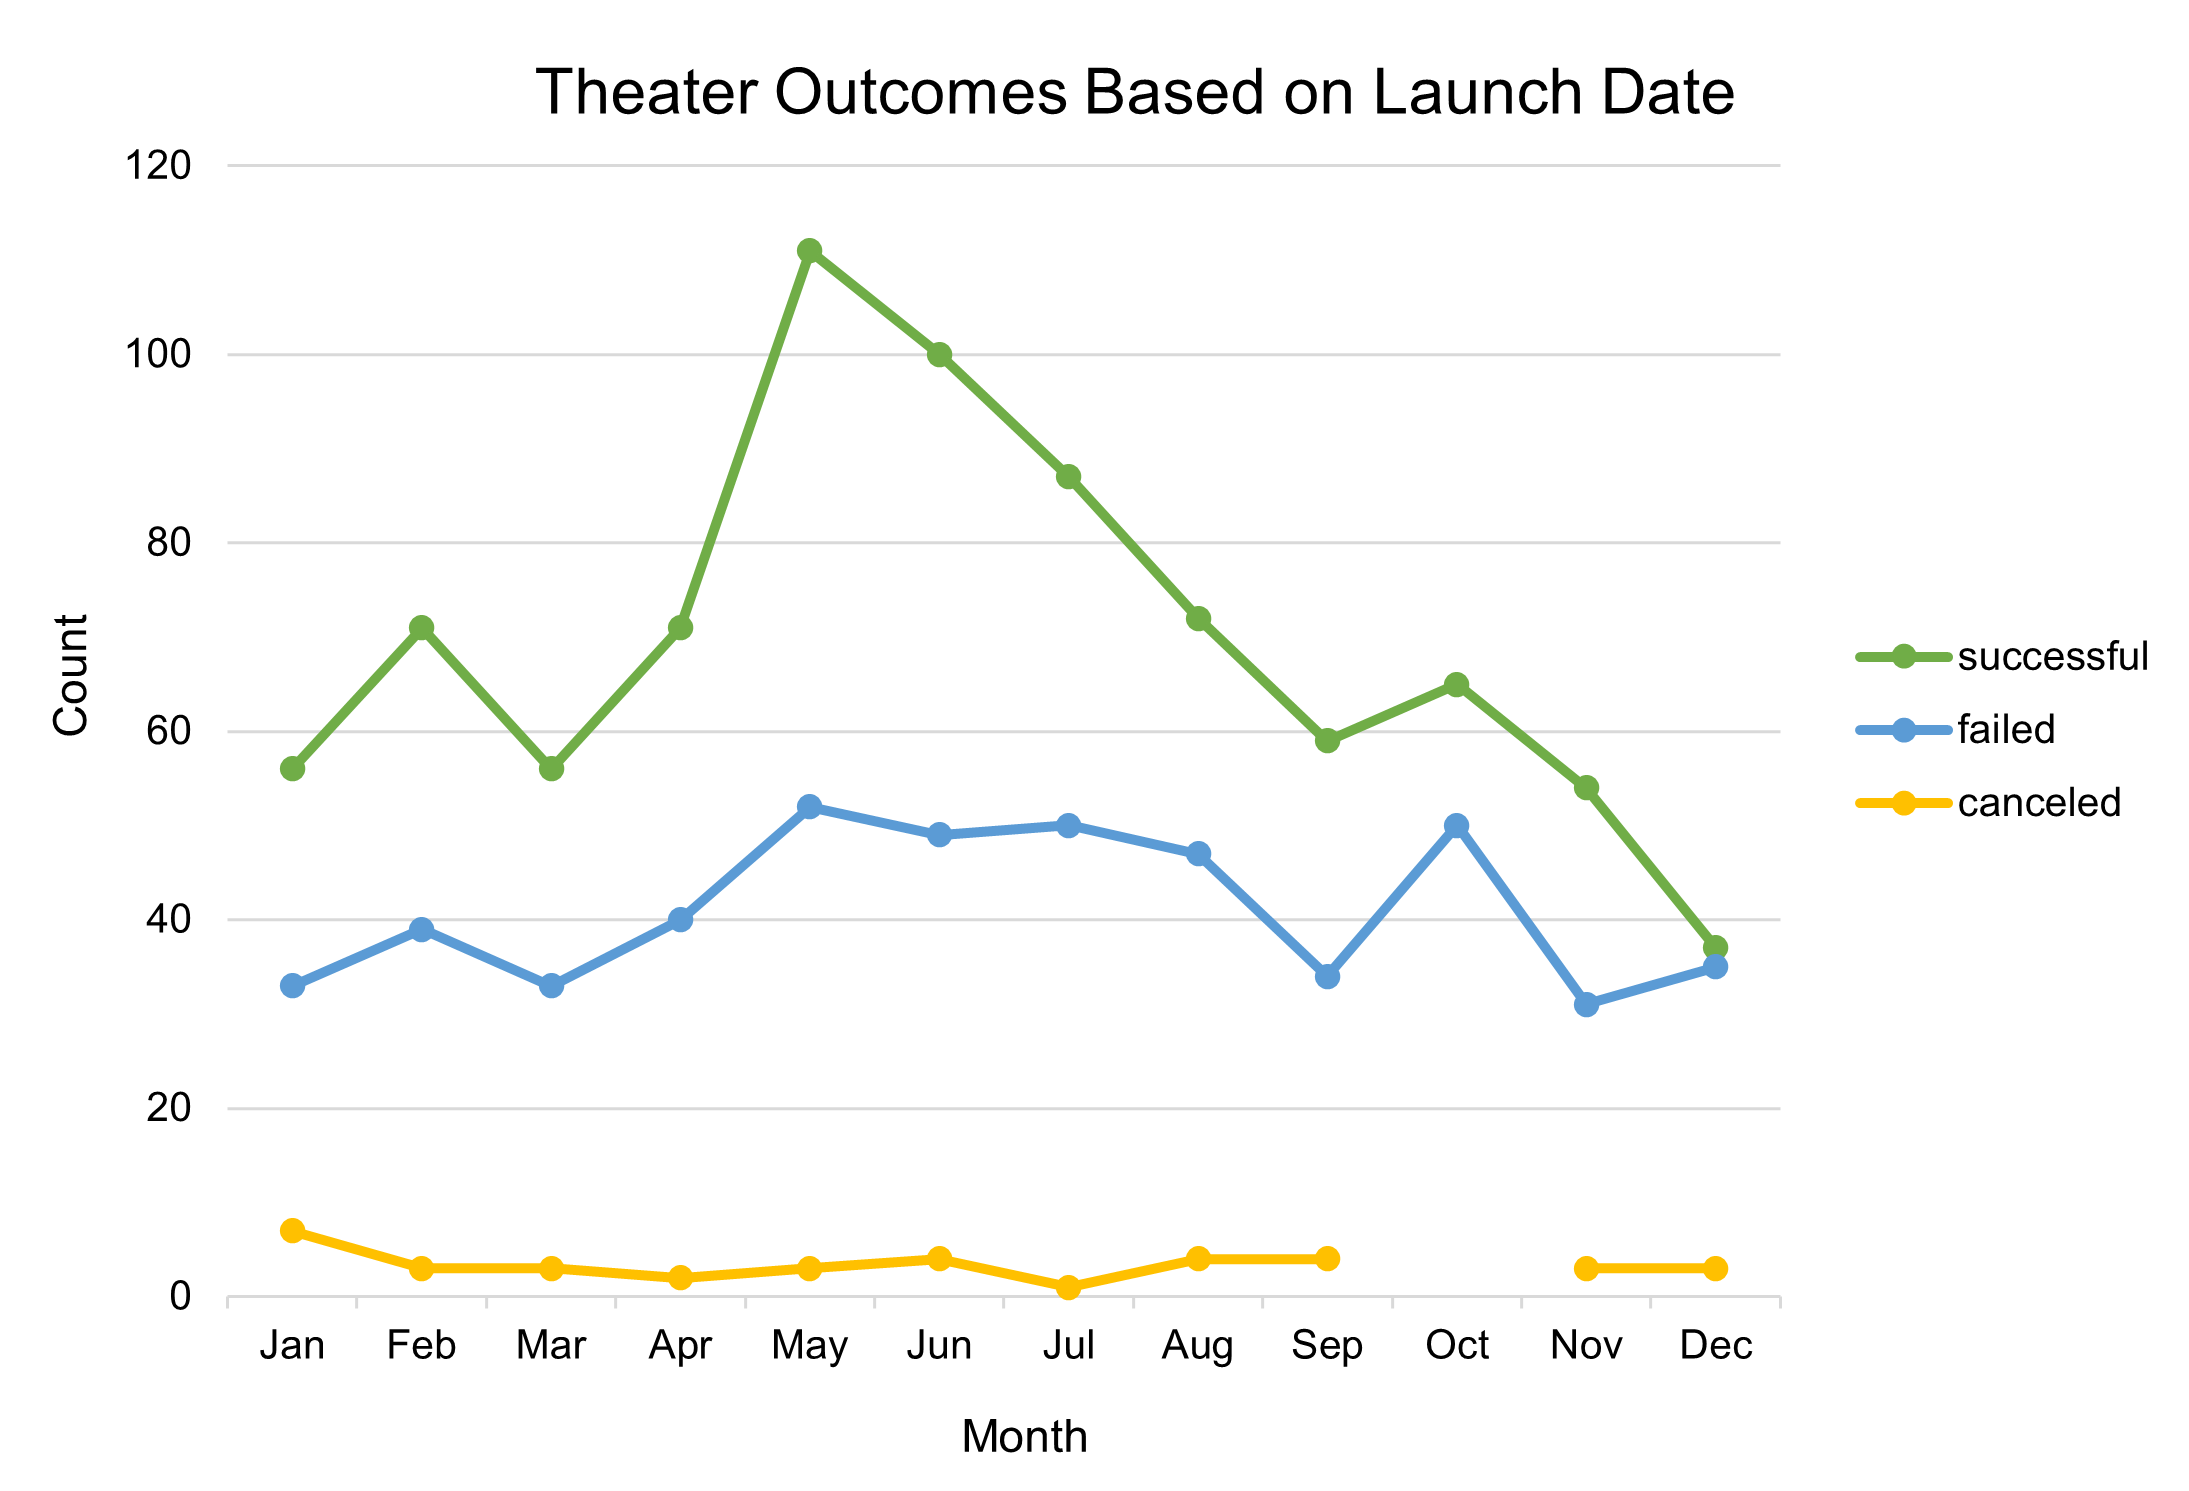 Theater Outcomes Based on Launch Date
120
100
80
60
40
20
0
Count
Jan Feb Mar Apr May Jun Jul Aug Sep Oct Nov Dec
Month
successful
failed
canceled